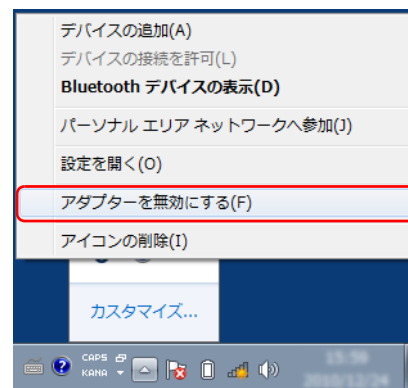 デバイスの追加(A)
デバイスの接続を許可(L)
Bluetooth デバイスの表示(D)
パーソナル エリア ネットワークへ参加(J)
設定を開く(O)
アダプターを無効にする(F)
アイコンの削除(I)
カスタマイズ...
CAPS
KANA